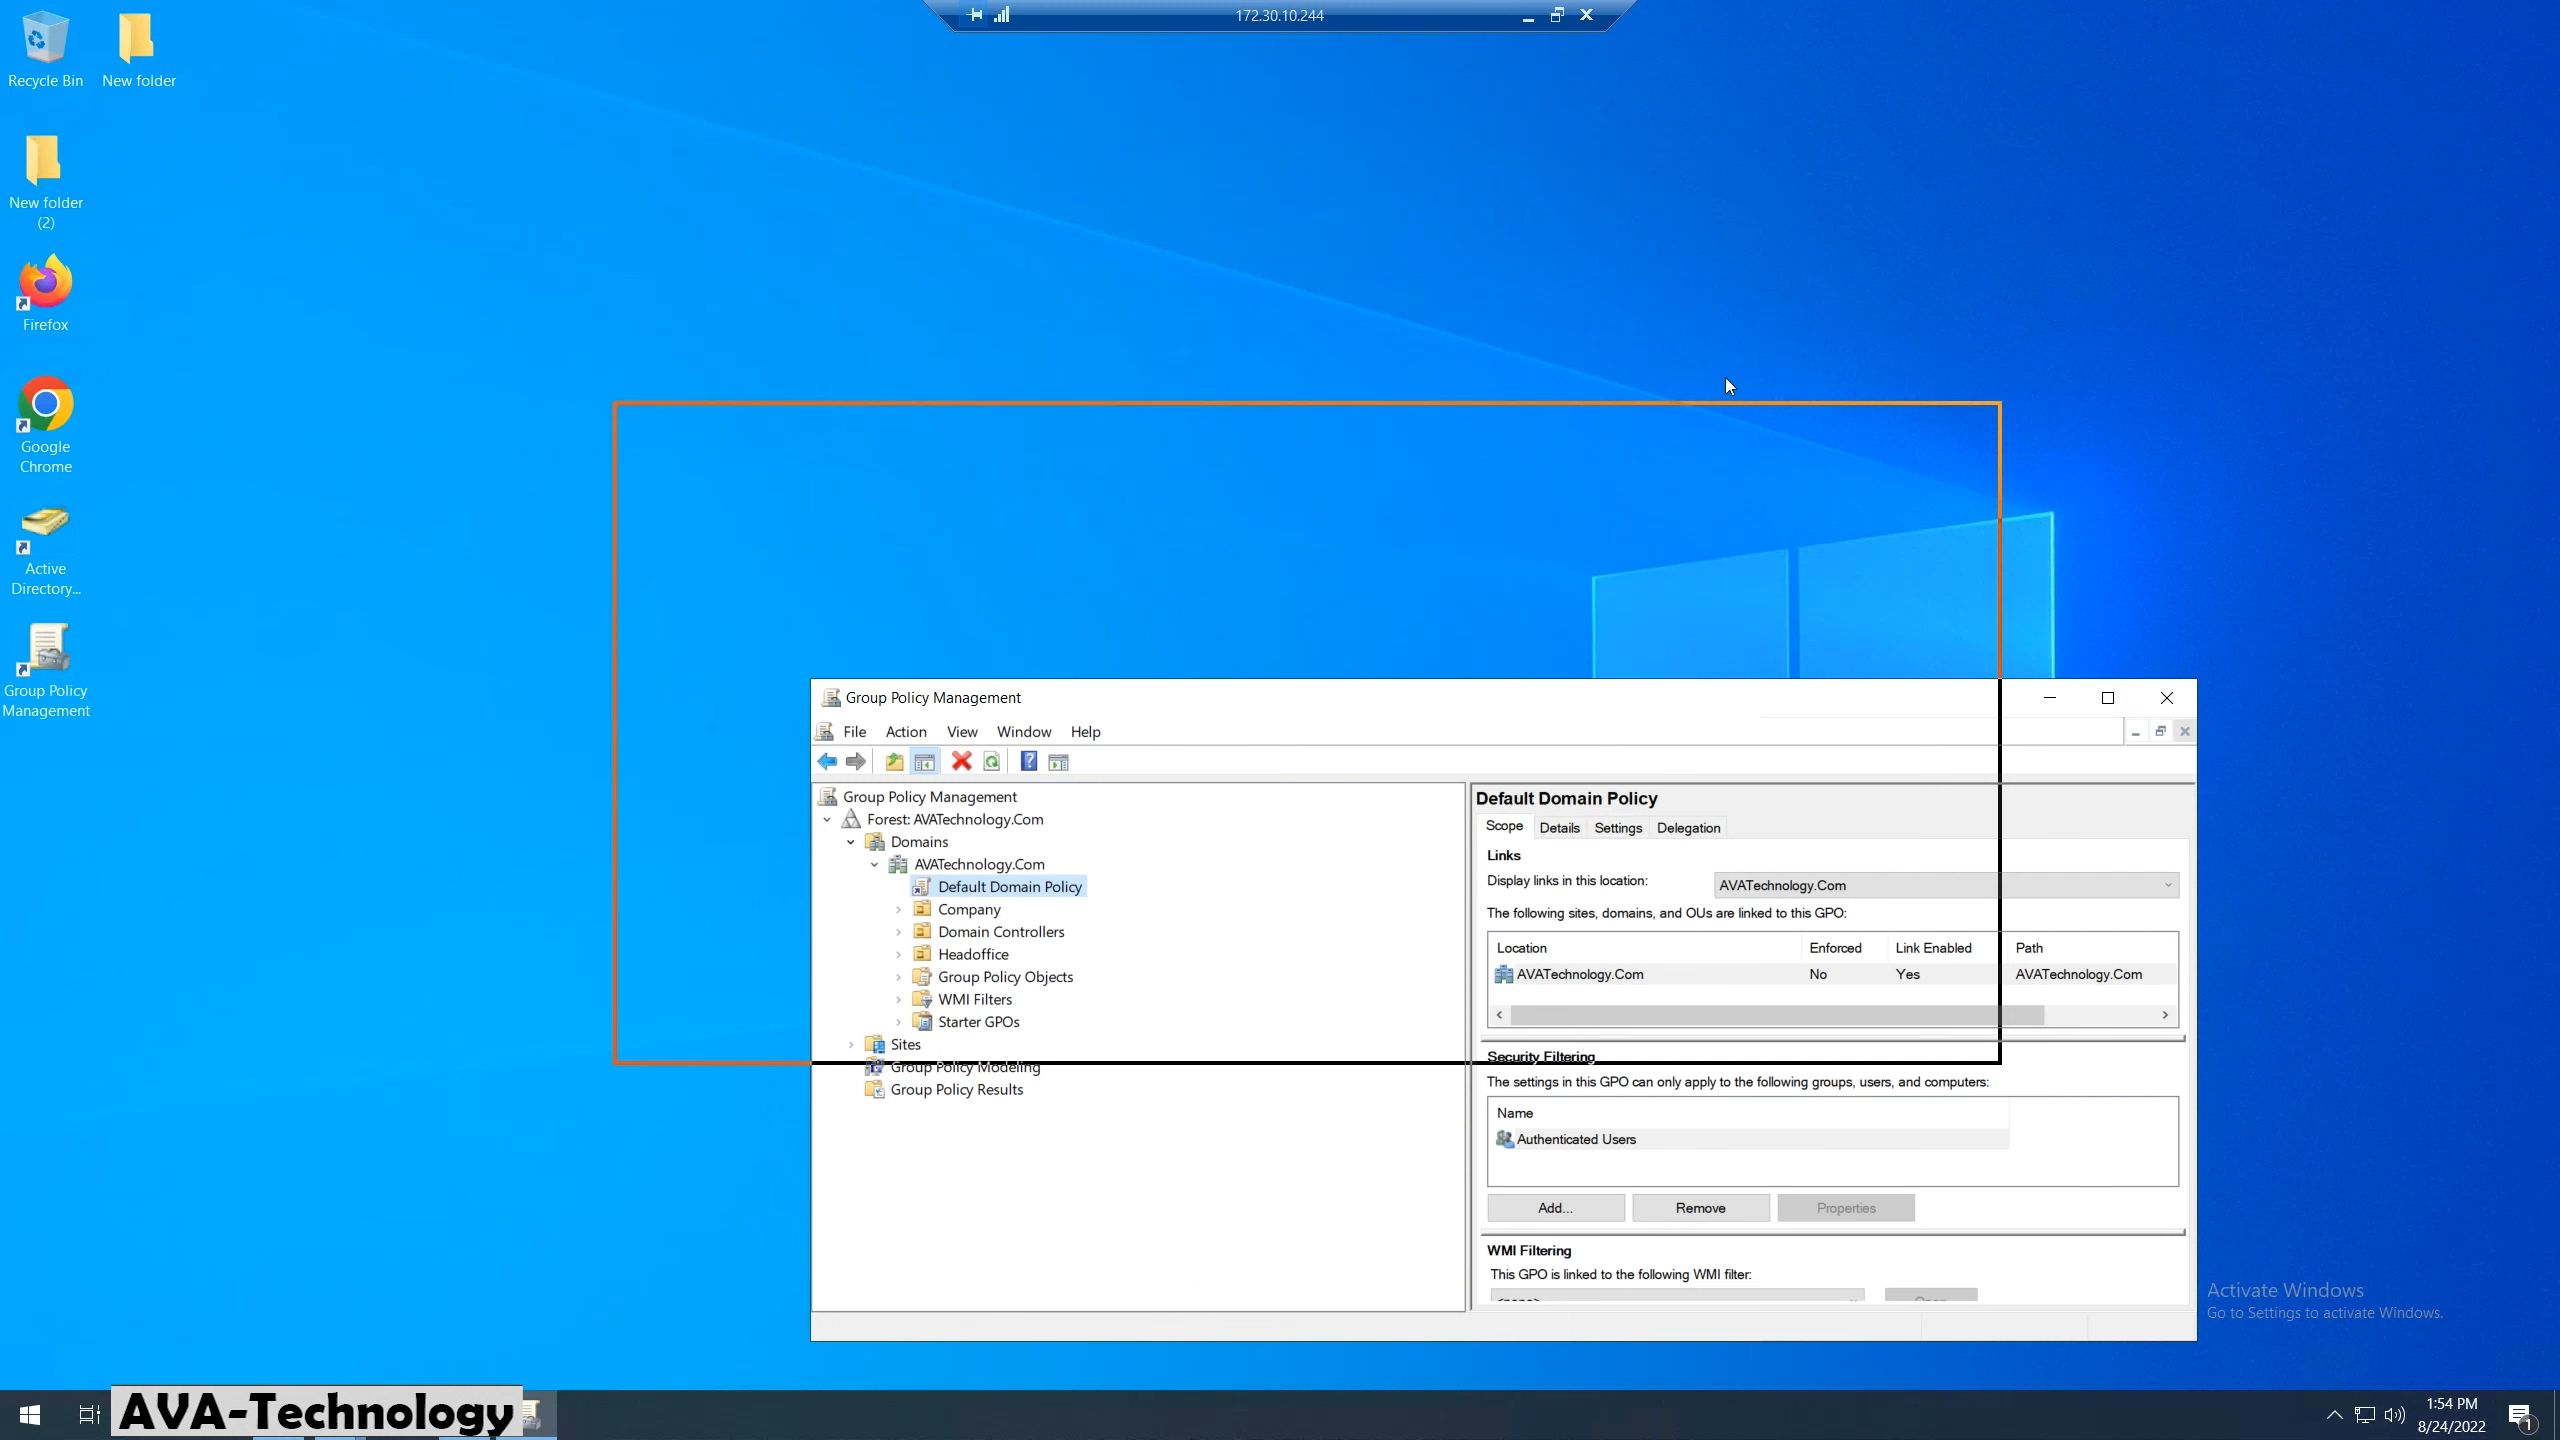 172.30.10.244
Recycle Bin
New folder
New folder
(2)
Firefox
Google
Chrome
Active
Directory...
Group Policy
Management
Group Policy Management
File Action View Window Help
Group Policy Management
Forest: AVATechnology.Com
Domains
AVATechnology.Com
Default Domain Policy
Company
Domain Controllers
Headoffice
Group Policy Objects
WMI Filters
Starter GPOs
Sites
Group Policy Modeling
Group Policy Results
Default Domain Policy
Scope Details Settings Delegation
Links
Display links in this location: AVATechnology.Com
The following sites, domains, and OUs are linked to this GPO:
Location Enforced Link Enabled Path
AVATechnology.Com No Yes AVATechnology.Com
Security Filtering
The settings in this GPO can only apply to the following groups, users, and computers:
Name
Authenticated Users
Add... Remove Properties
WMI Filtering
This GPO is linked to the following WMI filter:
<none>
Open
Activate Windows
Go to Settings to activate Windows.
AVA-Technology
1:54 PM
8/24/2022
1